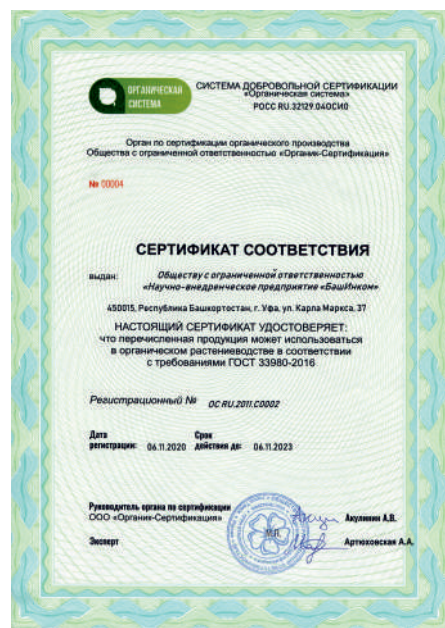 ОРГАНИЧЕСКАЯ
СИСТЕМА
СИСТЕМА ДОБРОВОЛЬНОЙ СЕРТИФИКАЦИИ
«Органическая система»
РОСС RU.32129.04ОСИ0
Орган по сертификации органического производства
Общества с ограниченной ответственностью «Органик-Сертификация»
№ 00004
СЕРТИФИКАТ СООТВЕТСТВИЯ
выдан: Обществу с ограниченной ответственностью
«Научно-внедренческое предприятие «БашИнком»
450015, Республика Башкортостан, г. Уфа, ул. Карла Маркса, 37
НАСТОЯЩИЙ СЕРТИФИКАТ УДОСТОВЕРЯЕТ:
что перечисленная продукция может использоваться
в органическом растениеводстве в соответствии
с требованиями ГОСТ 33980-2016
Регистрационный № OC RU.2011.C0002
Дата
регистрации: 06.11.2020
Срок
действия до: 06.11.2023
Руководитель органа по сертификации
ООО «Органик-Сертификация»
Акулинин А.В.
М.П.
Эксперт
Артюховская А.А.